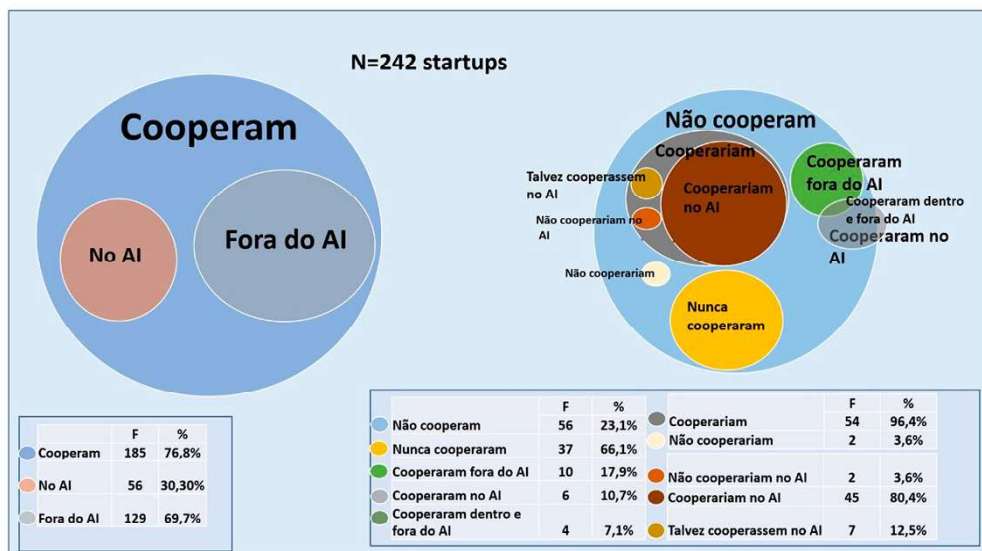 N=242 startups
Cooperam
No AI
Fora do AI
Não cooperam
Cooperariam
Talvez cooperassem
no AI
Cooperariam
no AI
Não cooperariam no
AI
Não cooperariam
Nunca
cooperaram
Cooperaram
fora do AI
Cooperaram dentro
e fora do AI
Cooperaram no
AI
F %
Cooperam 185 76,8%
No AI 56 30,30%
Fora do AI 129 69,7%
F %
Não cooperam 56 23,1%
Nunca cooperaram 37 66,1%
Cooperaram fora do AI 10 17,9%
Cooperaram no AI 6 10,7%
Cooperaram dentro e
fora do AI 4 7,1%
F %
Cooperariam 54 96,4%
Não cooperariam 2 3,6%
Não cooperariam no AI 2 3,6%
Cooperariam no AI 45 80,4%
Talvez cooperassem no AI 7 12,5%